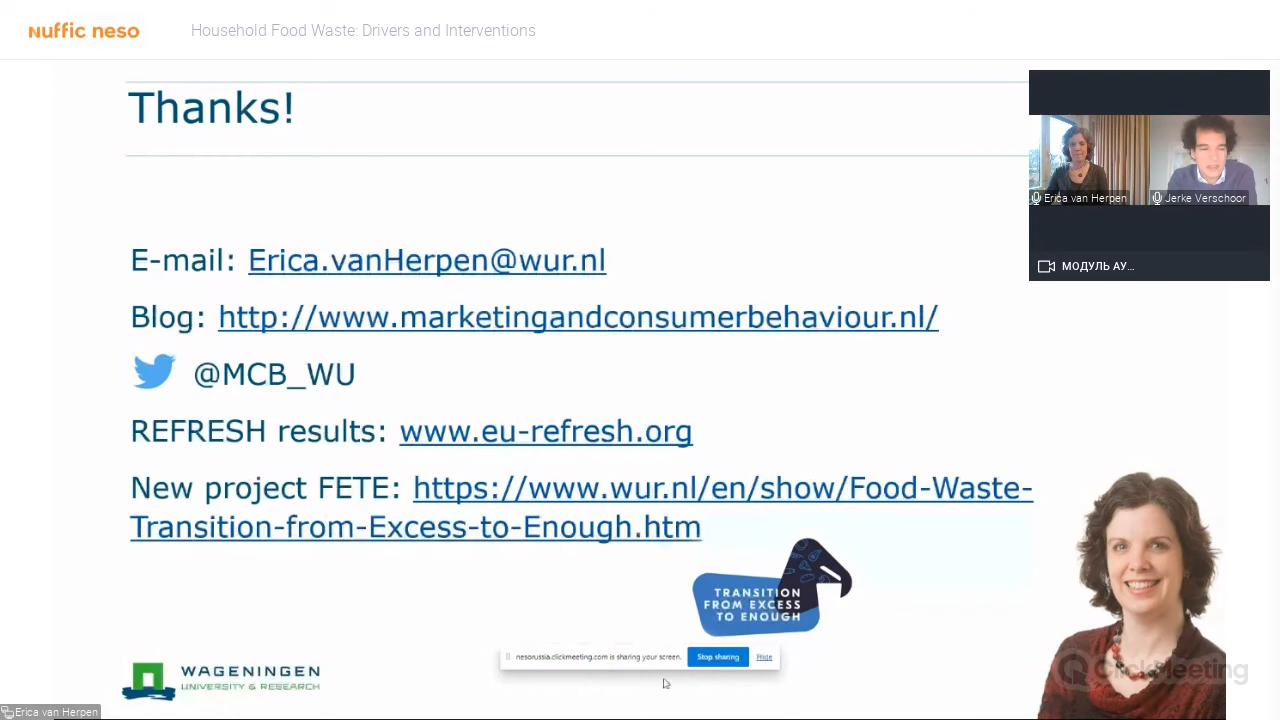 nuffic neso
Household Food Waste: Drivers and Interventions
Thanks!
Erica van Herpen
Jerke Verschoor
МОДУЛЬ АУ...
E-mail: Erica.vanHerpen@wur.nl
Blog: http://www.marketingandconsumerbehaviour.nl/
@MCB_WU
REFRESH results: www.eu-refresh.org
New project FETE: https://www.wur.nl/en/show/Food-Waste-
Transition-from-Excess-to-Enough.htm
TRANSITION
FROM EXCESS
TO ENOUGH
nesorussia.clickmeeting.com is sharing your screen.
Stop sharing
Hide
WAGENINGEN
UNIVERSITY & RESEARCH
ClickMeeting
Erica van Herpen